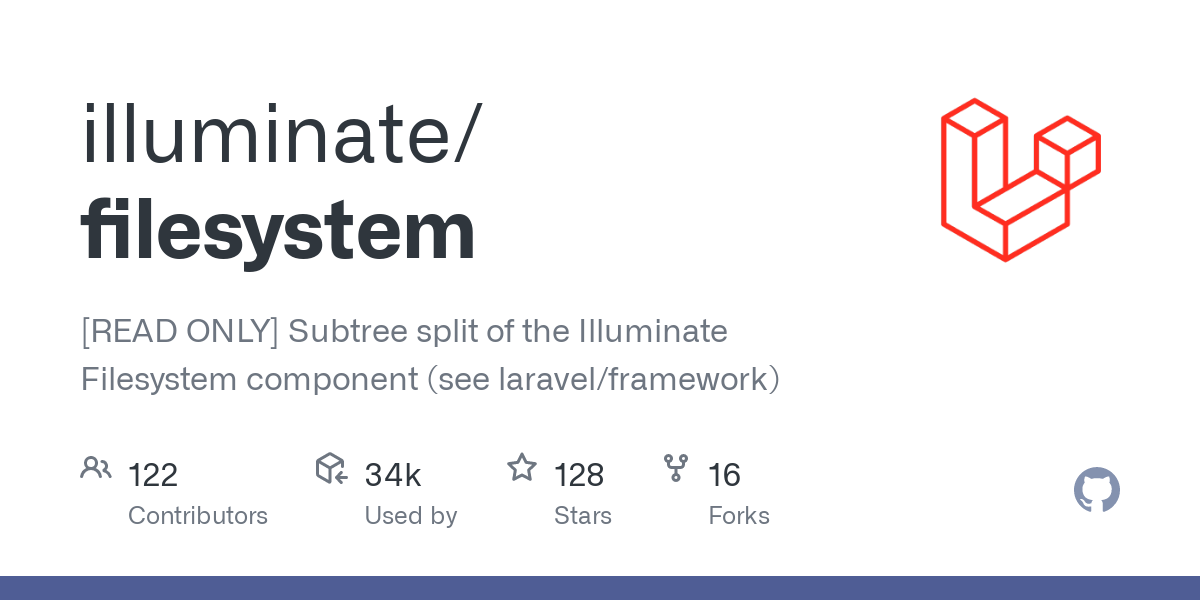 illuminate/
filesystem
[READ ONLY] Subtree split of the Illuminate
Filesystem component (see laravel/framework)
122 34k 128 16
Contributors Used by Stars Forks